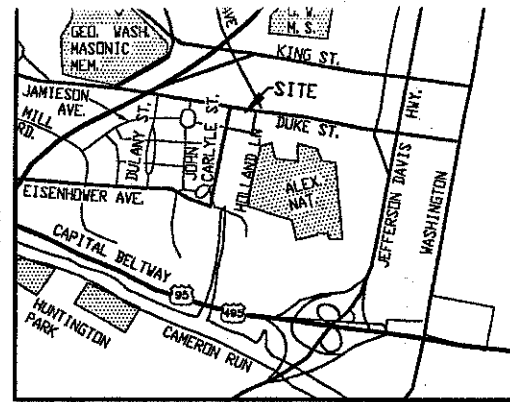 AVE
G. W.
M. S.
GEO. WASH.
MASONIC
MEM.
KING ST.
JAMIESON
AVE.
SITE
MILL
RD.
DULANY ST.
JOHN
CARLYLE ST.
HOLLAND LN
DUKE ST.
HWY.
JEFFERSON DAVIS
WASHINGTON
ALEX.
NAT.
EISENHOWER AVE.
CAPITAL BELTWAY
95
495
HUNTINGTON
PARK
CAMERON RUN